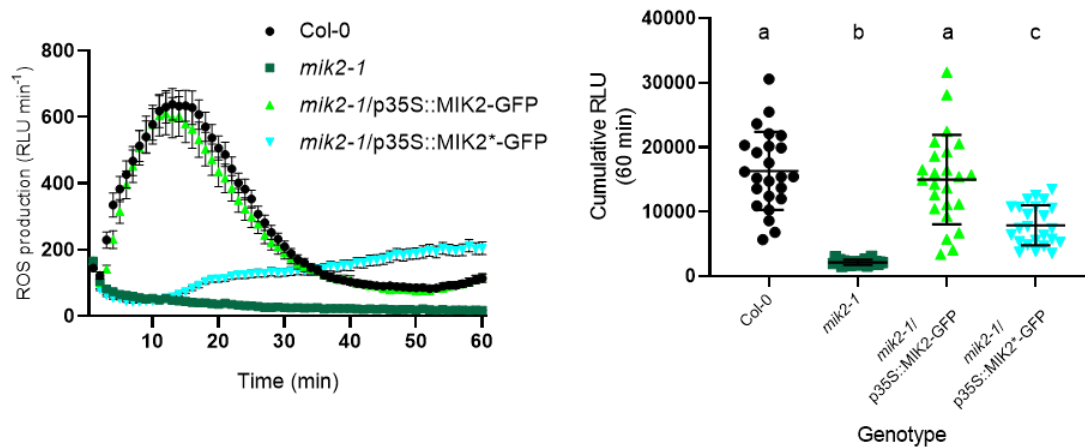 Col-0
mik2-1
mik2-1/p35S::MIK2-GFP
mik2-1/p35S::MIK2*-GFP
ROS production (RLU min⁻¹)
800
600
400
200
0
10 20 30 40 50 60
Time (min)
Cumulative RLU
(60 min)
40000
30000
20000
10000
0
a b a c
Col-0
mik2-1
mik2-1/
p35S::MIK2-GFP
mik2-1/
p35S::MIK2*-GFP
Genotype